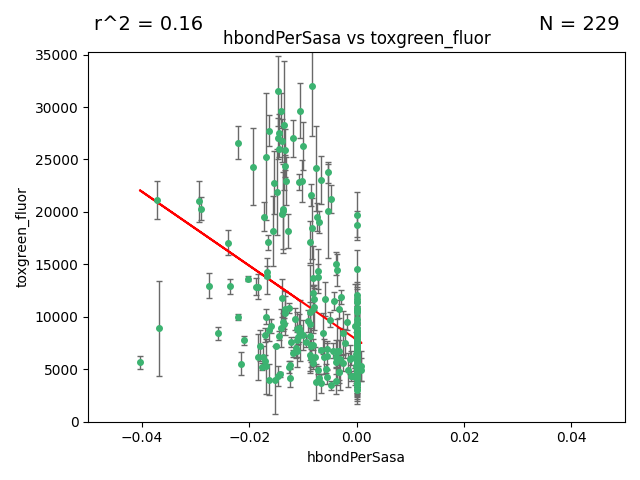 r^2 = 0.16
N = 229
hbondPerSasa vs toxgreen_fluor
35000
30000
25000
20000
15000
10000
5000
0
toxgreen_fluor
−0.04
−0.02
0.00
0.02
0.04
hbondPerSasa